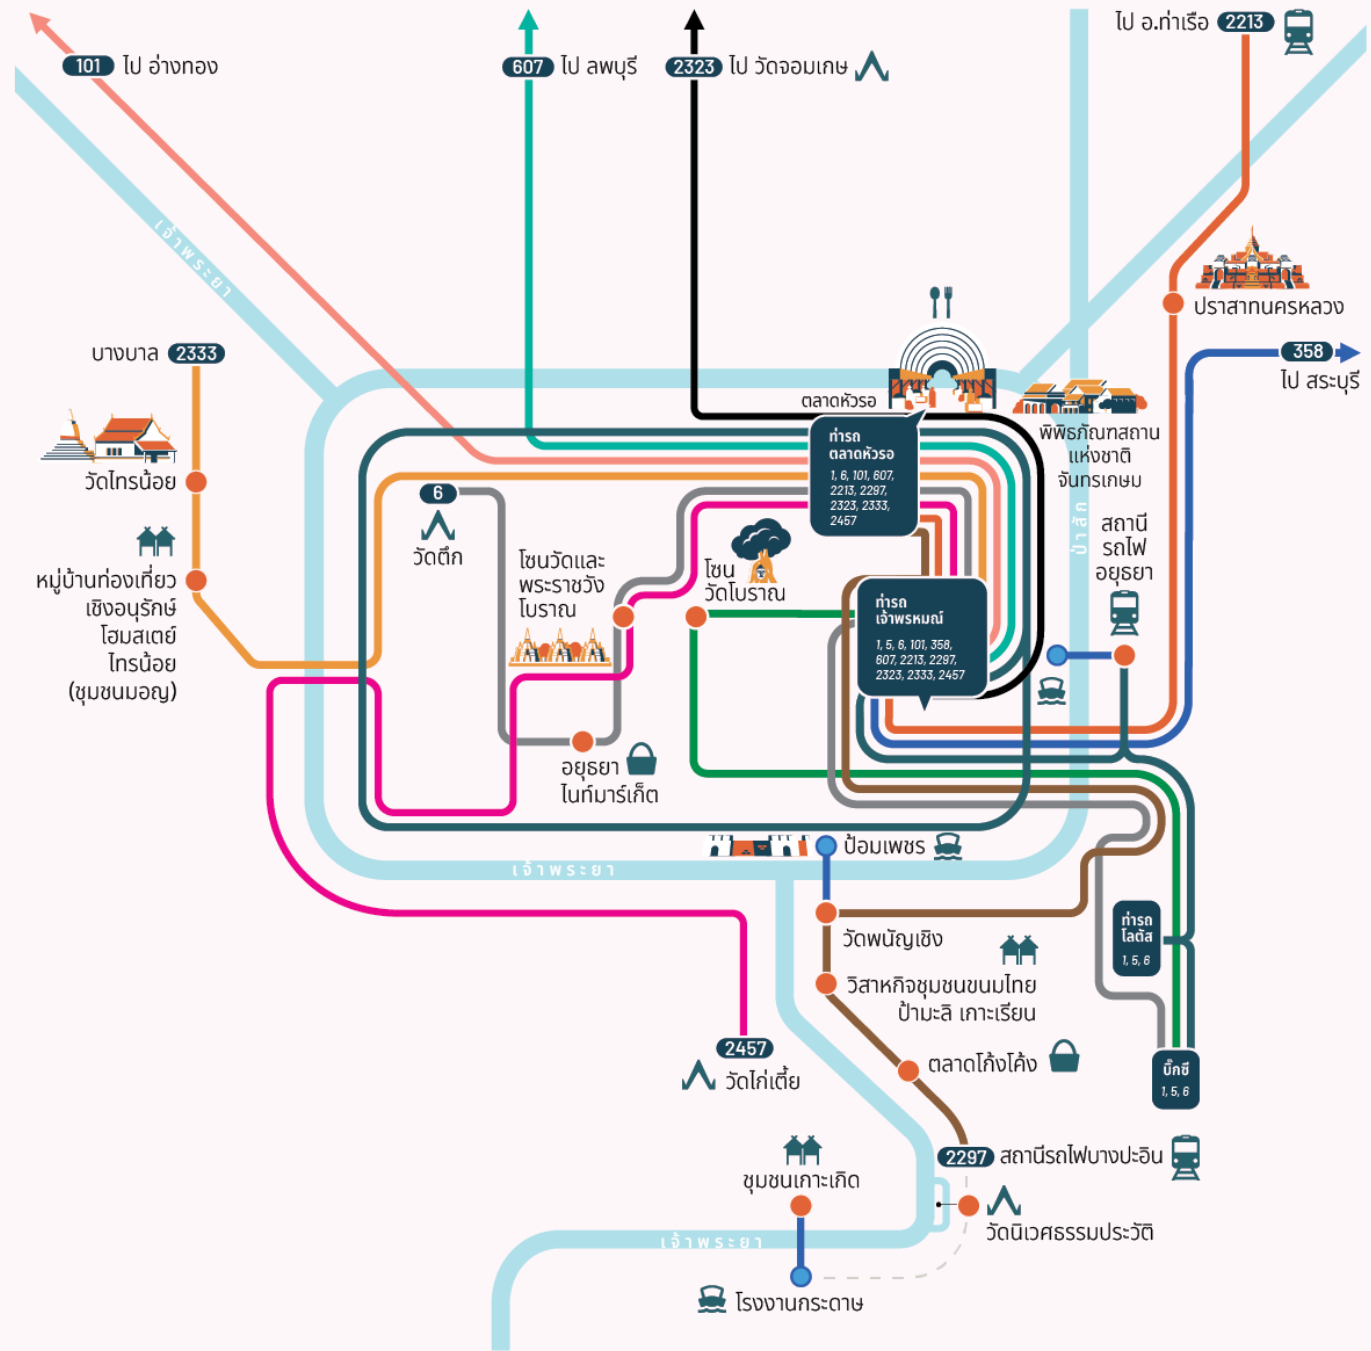 101 ไป อ่างทอง
607 ไป ลพบุรี
2323 ไป วัดจอมเกษ
ไป อ.ท่าเรือ 2213
เจ้าพระยา
ปราสาทนครหลวง
358
ไป สระบุรี
บางบาล 2333
ตลาดหัวรอ
พิพิธภัณฑสถาน
แห่งชาติ
จันทรเกษม
ท่ารถ
ตลาดหัวรอ
1, 6, 101, 607,
2213, 2297,
2323, 2333,
2457
วัดไทรน้อย
6
วัดตึก
ป่าสัก
สถานี
รถไฟ
อยุธยา
หมู่บ้านท่องเที่ยว
เชิงอนุรักษ์
โฮมสเตย์
ไทรน้อย
(ชุมชนมอญ)
โซนวัดและ
พระราชวัง
โบราณ
โซน
วัดโบราณ
ท่ารถ
เจ้าพรหมณ์
1, 5, 6, 101, 358,
607, 2213, 2297,
2323, 2333, 2457
อยุธยา
ไนท์มาร์เก็ต
ป้อมเพชร
เจ้าพระยา
วัดพนัญเชิง
ท่ารถ
โลตัส
1, 5, 6
วิสาหกิจชุมชนขนมไทย
ป้ามะลิ เกาะเรียน
2457
วัดไก่เตี้ย
ตลาดโก้งโค้ง
บิ๊กซี
1, 5, 6
2297 สถานีรถไฟบางปะอิน
ชุมชนเกาะเกิด
วัดนิเวศธรรมประวัติ
เจ้าพระยา
โรงงานกระดาษ